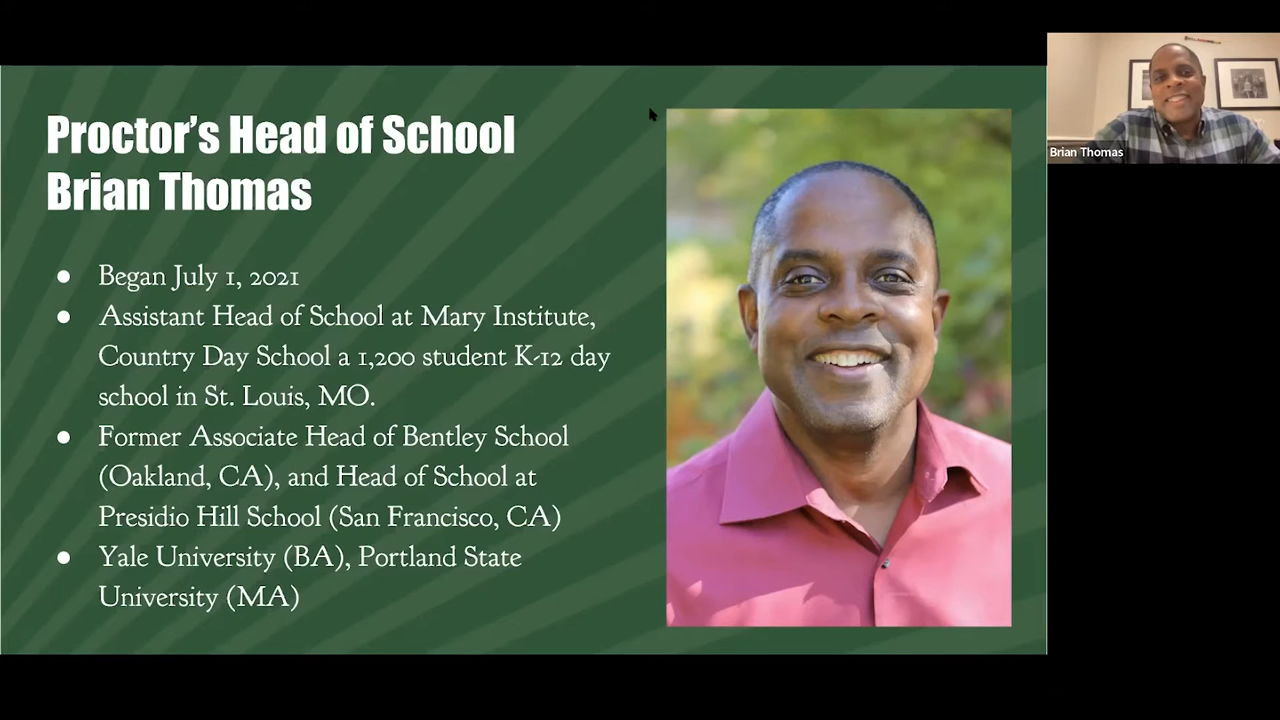 Proctor’s Head of School
Brian Thomas
● Began July 1, 2021
● Assistant Head of School at Mary Institute,
Country Day School a 1,200 student K-12 day
school in St. Louis, MO.
● Former Associate Head of Bentley School
(Oakland, CA), and Head of School at
Presidio Hill School (San Francisco, CA)
● Yale University (BA), Portland State
University (MA)
Brian Thomas